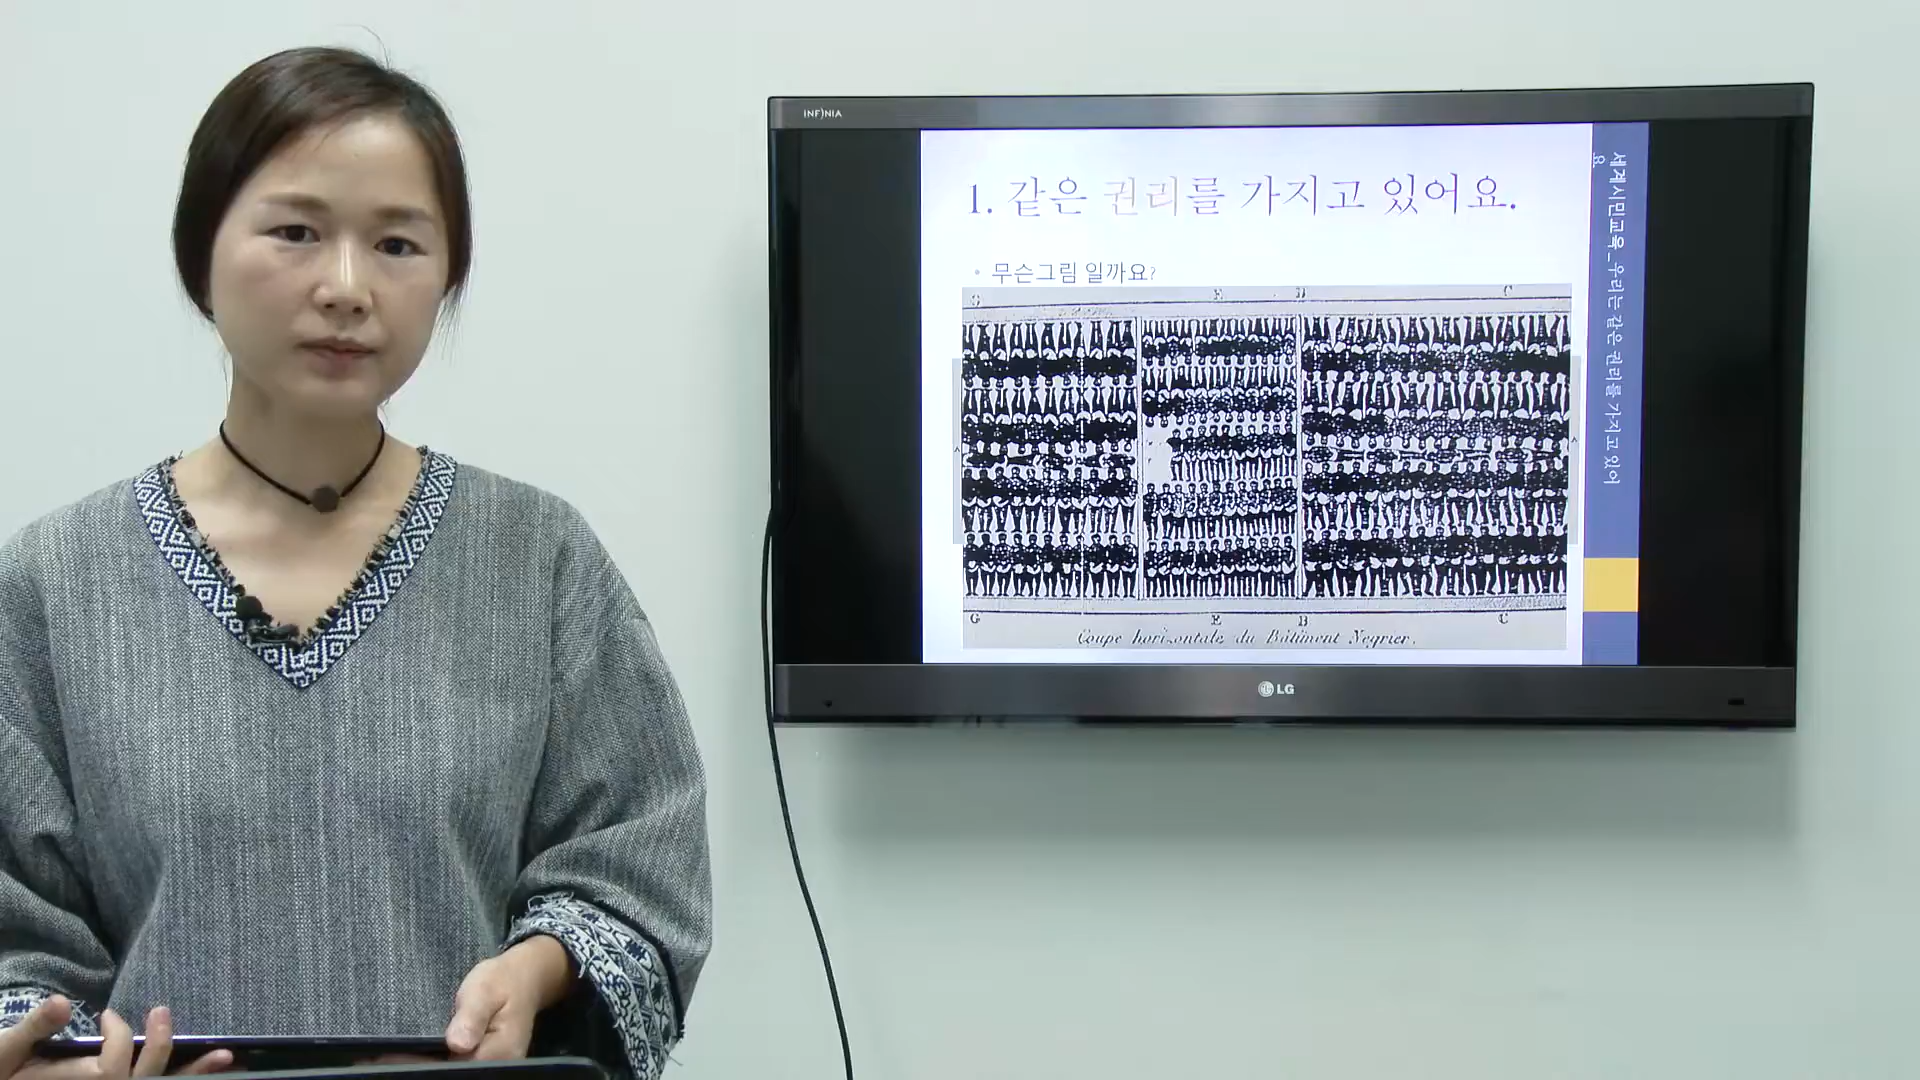 INFINIA
1. 같은 권리를 가지고 있어요.
• 무슨그림 일까요?
G E B C
G E B C
Coupe horizontale du Bâtiment Negrier.
세계시민교육_우리는 같은 권리를 가지고 있어
요
LG